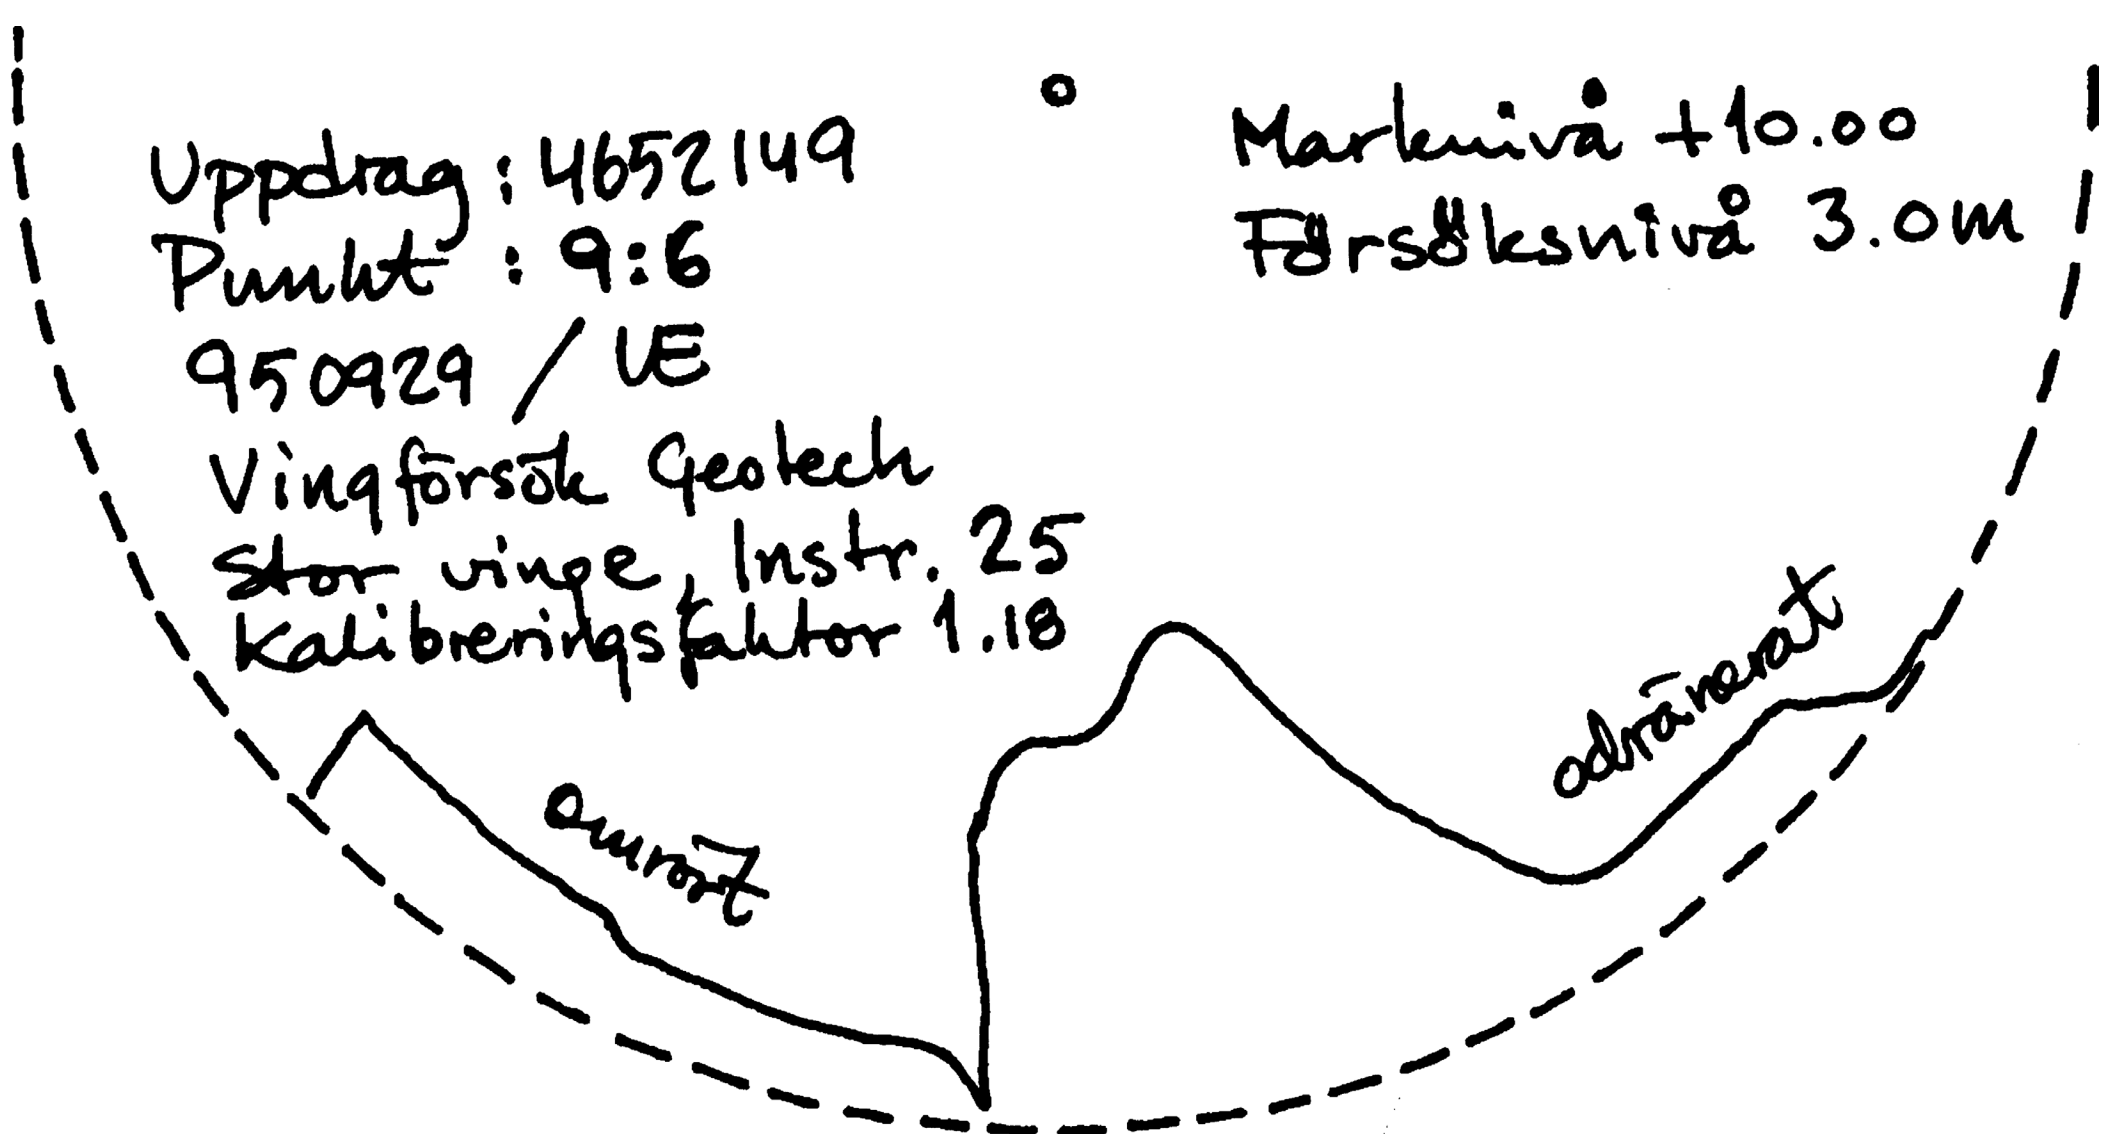 Uppdrag : 4652149
Punkt : 9:6
950929 / UE
Vingförsök Geotech
Stor vinge, Instr. 25
Kalibreringsfaktor 1.18
Marknivå +10.00
Försöksnivå 3.0m
omrört
odränerat